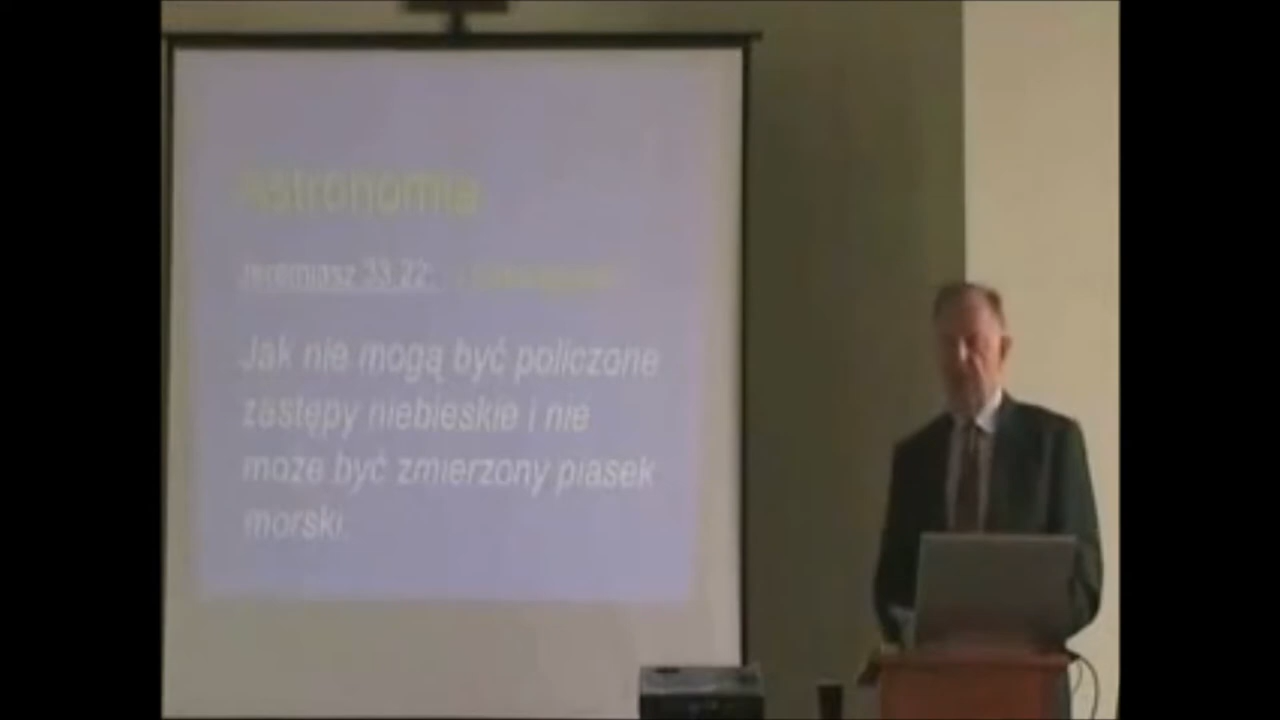 Astronomia
Jeremiasz 33.22:
Jak nie mogą być policzone
zastępy niebieskie i nie
może być zmierzony piasek
morski.